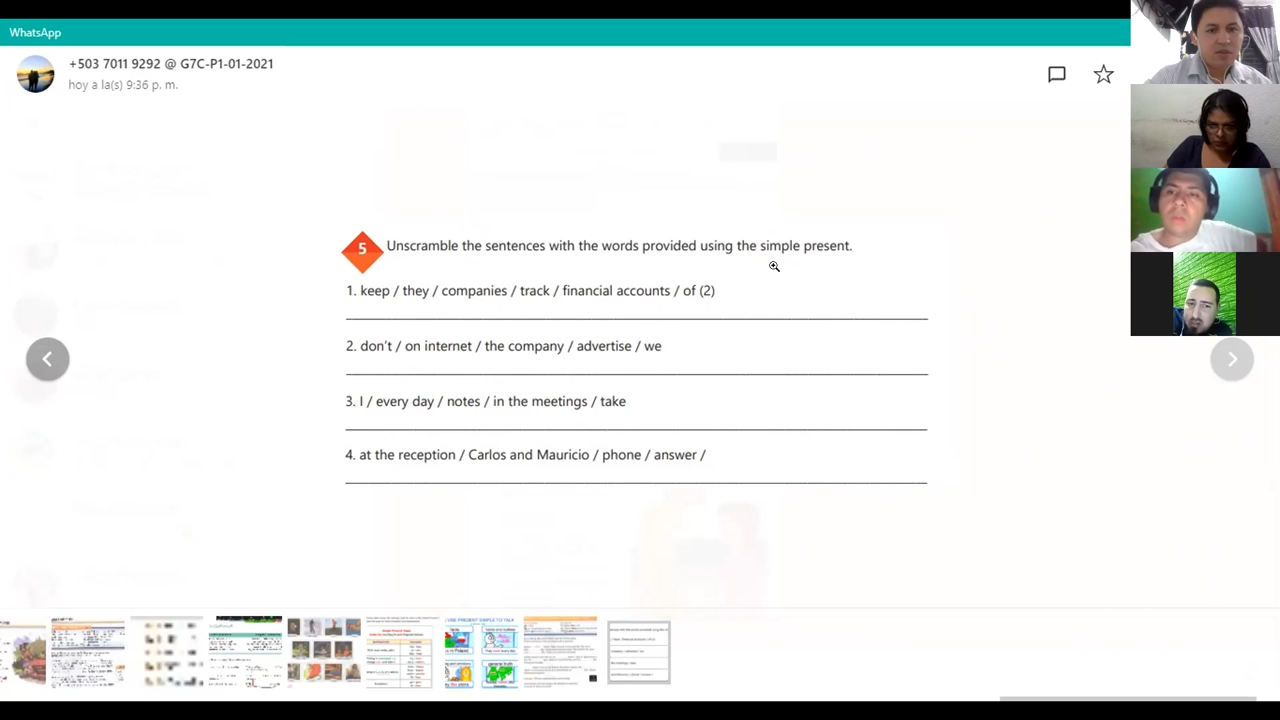 WhatsApp
+503 7011 9292 @ G7C-P1-01-2021
hoy a la(s) 9:36 p. m.
5 Unscramble the sentences with the words provided using the simple present.
1. keep / they / companies / track / financial accounts / of (2)
2. don't / on internet / the company / advertise / we
3. I / every day / notes / in the meetings / take
4. at the reception / Carlos and Mauricio / phone / answer /